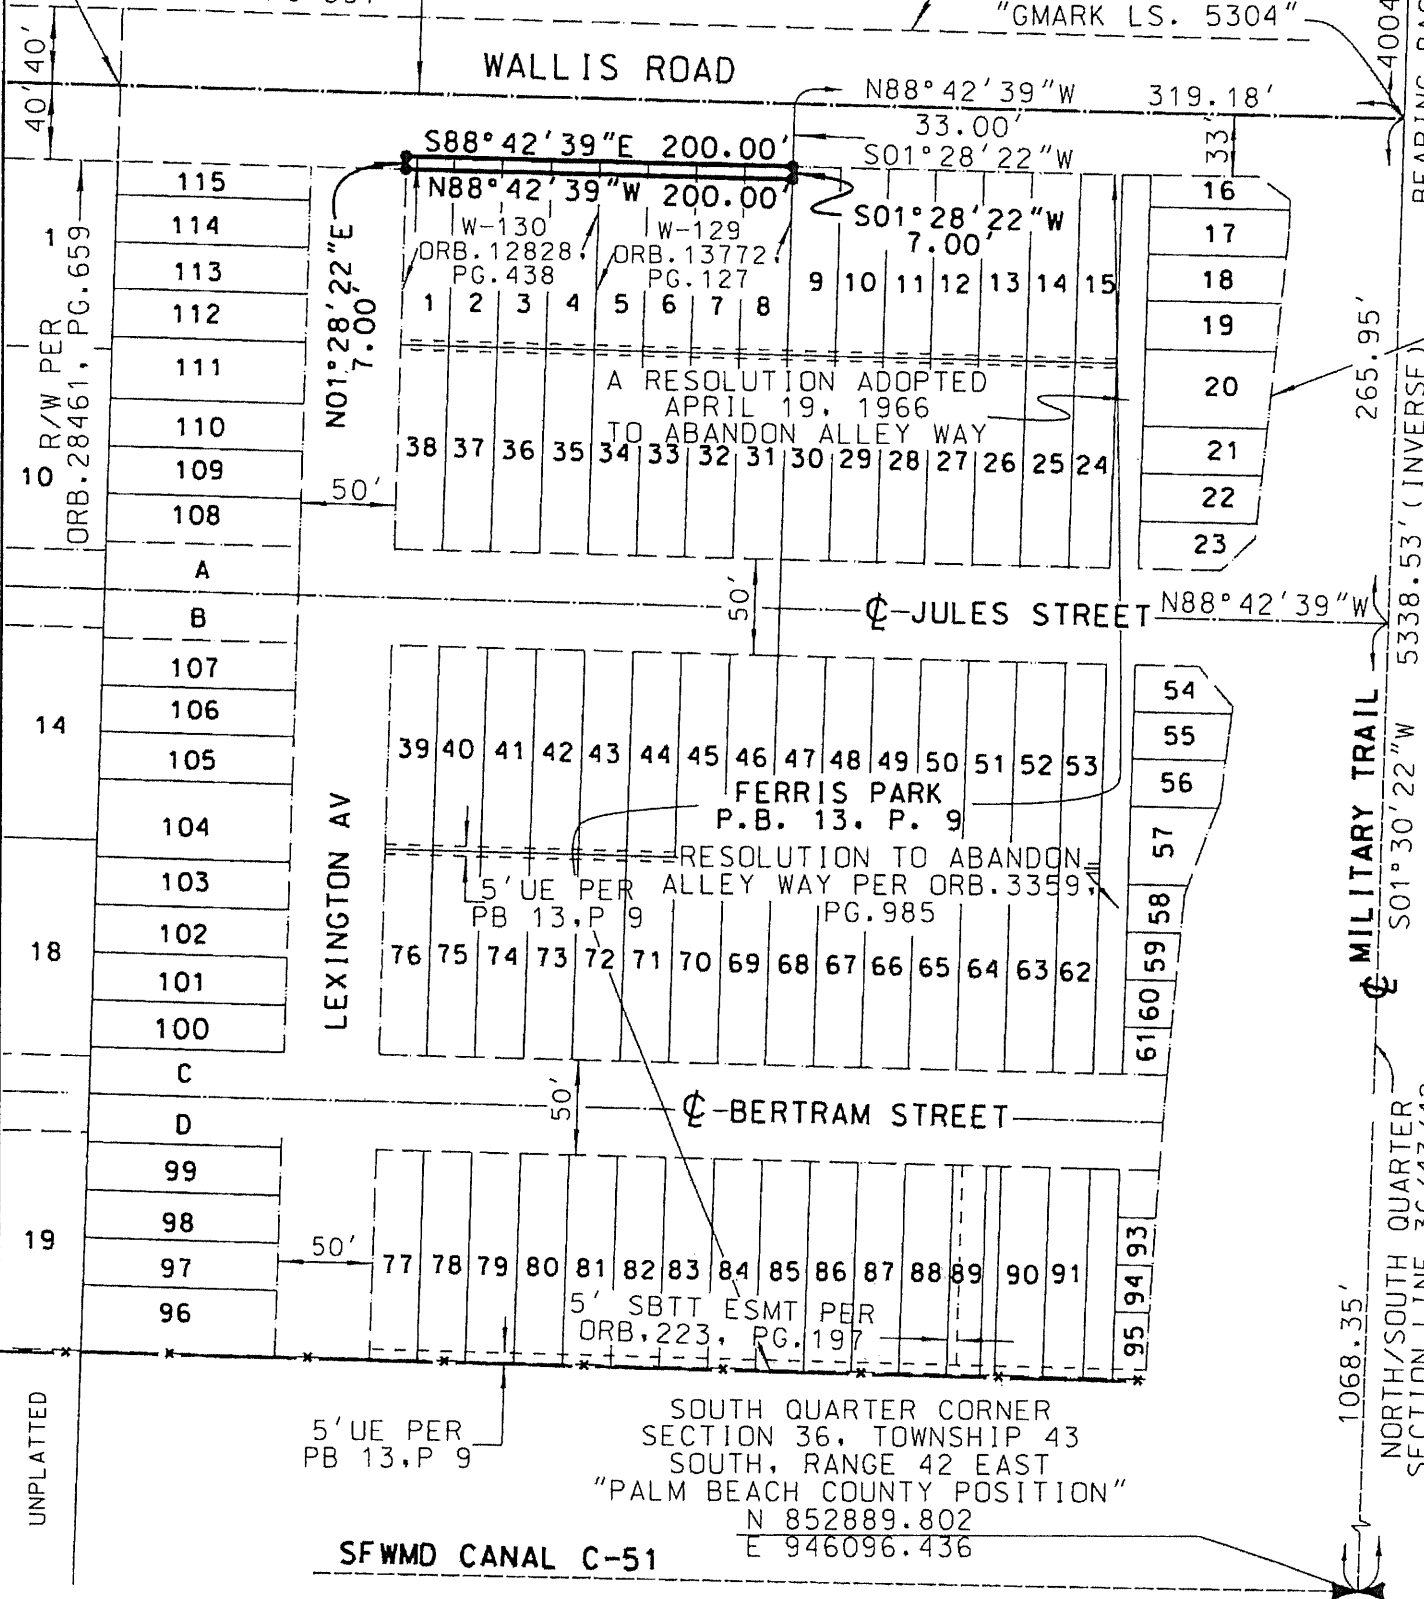 "GMARK LS. 5304"
40'
40'
WALLIS ROAD
N88°42'39"W 319.18'
33.00'
S01°28'22"W
33'
S88°42'39"E 200.00'
N88°42'39"W 200.00'
S01°28'22"W
7.00'
N01°28'22"E
7.00'
W-130
ORB.12828,
PG.438
W-129
ORB.13772,
PG.127
115
114
113
112
111
110
109
108
A
B
107
106
105
104
103
102
101
100
C
D
99
98
97
96
1
10
14
18
19
R/W PER
ORB.28461, PG.659
1 2 3 4 5 6 7 8 9 10 11 12 13 14 15
16
17
18
19
20
21
22
23
A RESOLUTION ADOPTED
APRIL 19, 1966
TO ABANDON ALLEY WAY
38 37 36 35 34 33 32 31 30 29 28 27 26 25 24
50'
265.95'
5338.53' (INVERSE)
S01°30'22"W
50'
℄-JULES STREET
N88°42'39"W
54
55
56
57
58
59
60
61
39 40 41 42 43 44 45 46 47 48 49 50 51 52 53
FERRIS PARK
P.B. 13, P. 9
RESOLUTION TO ABANDON
ALLEY WAY PER ORB.3359,
PG.985
5'UE PER
PB 13,P 9
76 75 74 73 72 71 70 69 68 67 66 65 64 63 62
LEXINGTON AV
℄ MILITARY TRAIL
50'
℄-BERTRAM STREET
50'
77 78 79 80 81 82 83 84 85 86 87 88 89 90 91
93
94
95
5' SBTT ESMT PER
ORB.223, PG.197
5'UE PER
PB 13,P 9
UNPLATTED
SOUTH QUARTER CORNER
SECTION 36, TOWNSHIP 43
SOUTH, RANGE 42 EAST
"PALM BEACH COUNTY POSITION"
N 852889.802
E 946096.436
SFWMD CANAL C-51
1068.35'
NORTH/SOUTH QUARTER
SECTION LINE